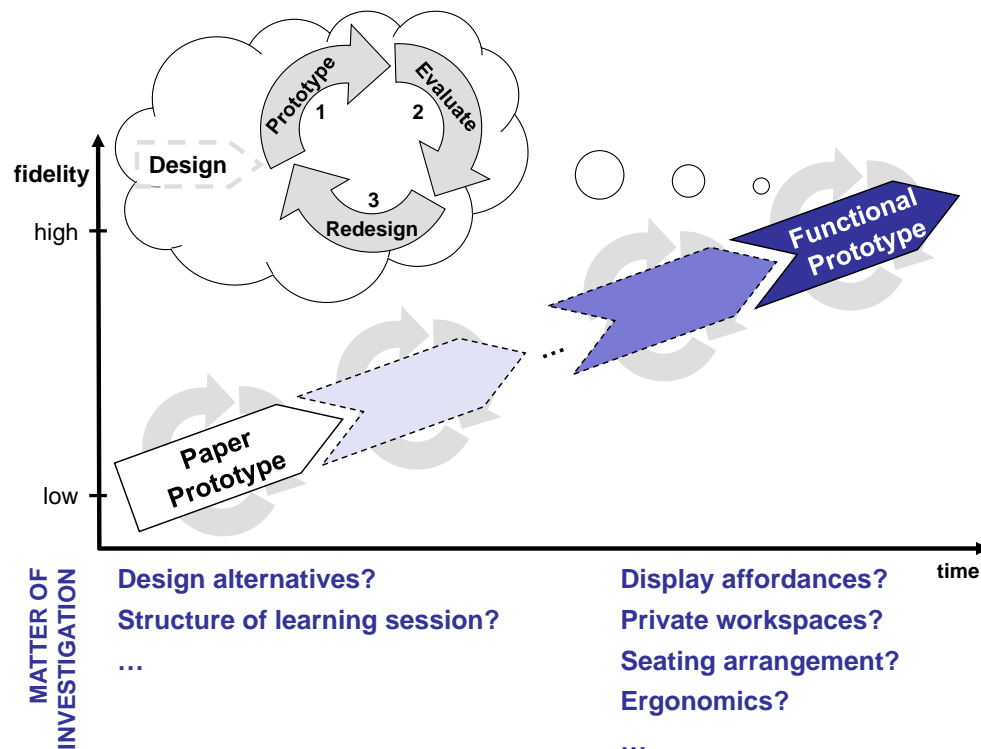 Prototype
1
Evaluate
2
3
Redesign
Design
fidelity
high
low
Functional
Prototype
...
Paper
Prototype
time
MATTER OF
INVESTIGATION
Design alternatives?
Structure of learning session?
…
Display affordances?
Private workspaces?
Seating arrangement?
Ergonomics?
…